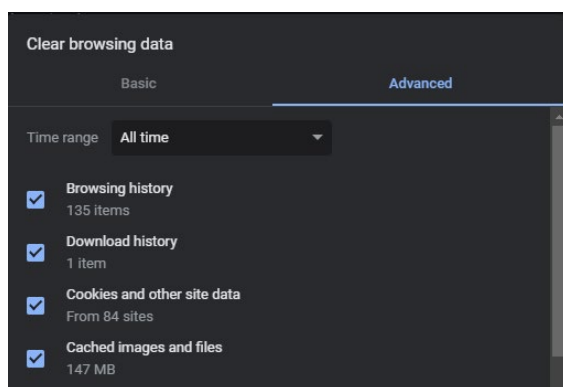 Clear browsing data
Basic
Advanced
Time range
All time
Browsing history
135 items
Download history
1 item
Cookies and other site data
From 84 sites
Cached images and files
147 MB